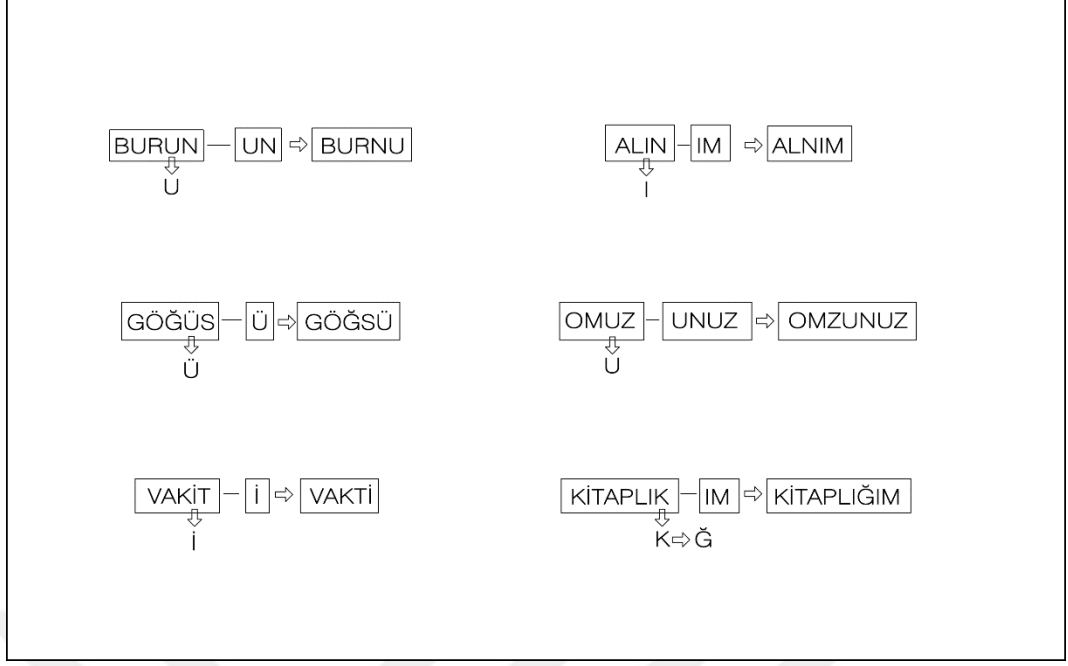 BURUN — UN ⇨ BURNU
U
ALIN — IM ⇨ ALNIM
I
GÖĞÜS — Ü ⇨ GÖĞSÜ
Ü
OMUZ — UNUZ ⇨ OMZUNUZ
U
VAKİT — İ ⇨ VAKTİ
İ
KİTAPLIK — IM ⇨ KİTAPLIĞIM
K⇨Ğ